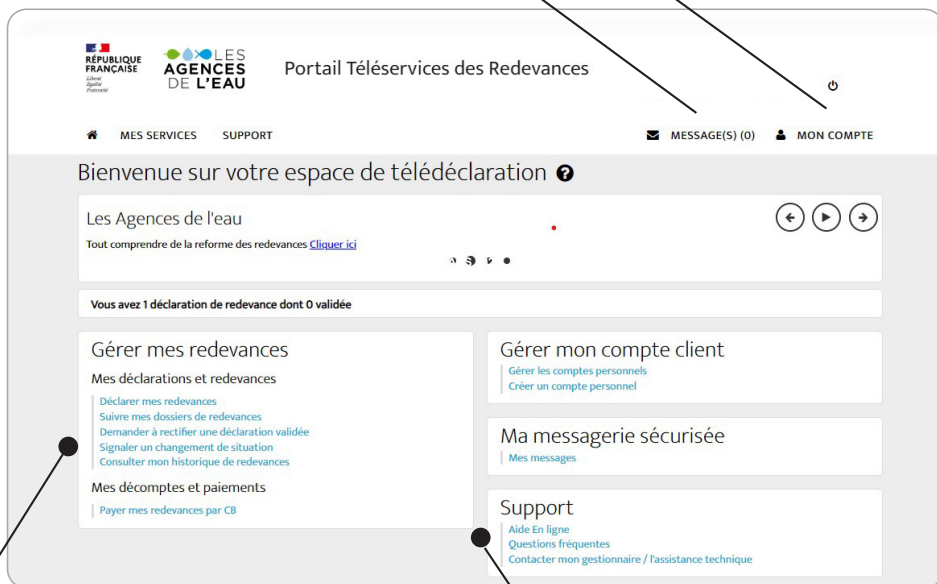 RÉPUBLIQUE
FRANÇAISE
Liberté
Égalité
Fraternité
LES
AGENCES
DE L'EAU
Portail Téléservices des Redevances
MES SERVICES SUPPORT MESSAGE(S) (0) MON COMPTE
Bienvenue sur votre espace de télédéclaration
Les Agences de l'eau
Tout comprendre de la reforme des redevances Cliquer ici
Vous avez 1 déclaration de redevance dont 0 validée
Gérer mes redevances
Mes déclarations et redevances
Déclarer mes redevances
Suivre mes dossiers de redevances
Demander à rectifier une déclaration validée
Signaler un changement de situation
Consulter mon historique de redevances
Mes décomptes et paiements
Payer mes redevances par CB
Gérer mon compte client
Gérer les comptes personnels
Créer un compte personnel
Ma messagerie sécurisée
Mes messages
Support
Aide En ligne
Questions fréquentes
Contacter mon gestionnaire / l'assistance technique